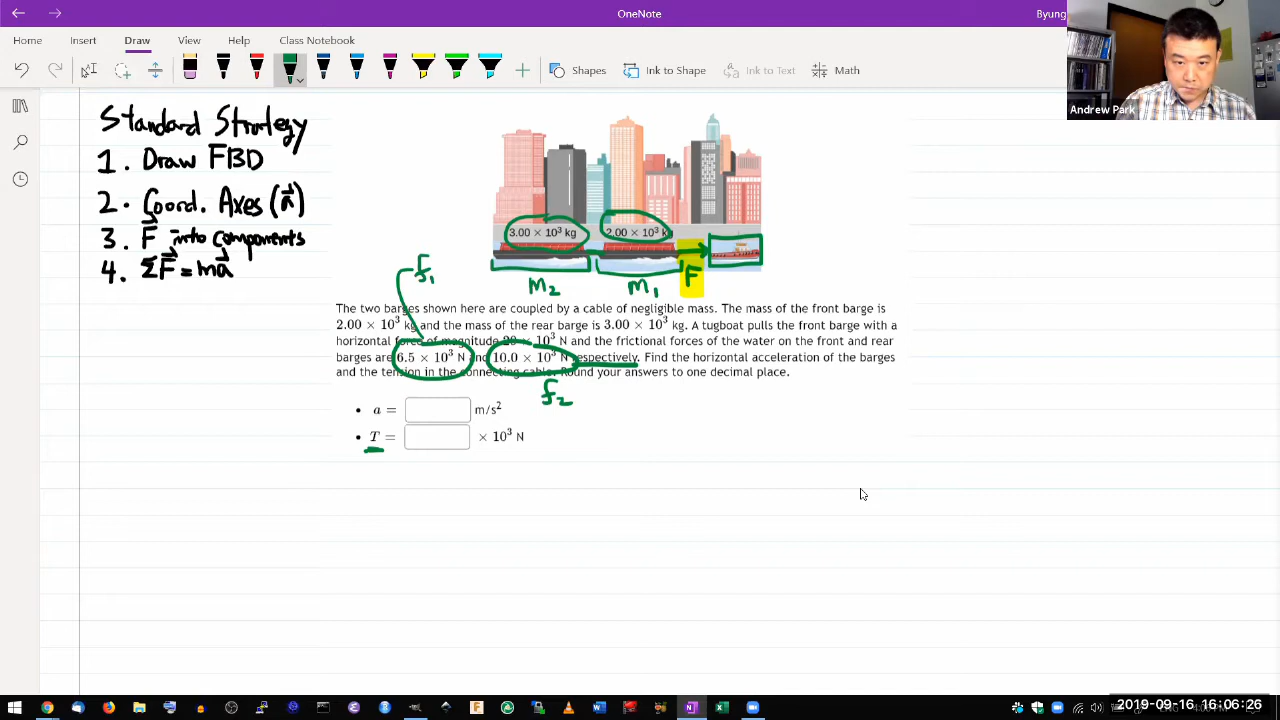 OneNote
Byung
Home Insert Draw View Help Class Notebook
Shapes Ink to Shape Ink to Text Math
Andrew Park
Standard Strategy
1. Draw FBD
2. Coord. Axes (a⃗)
3. F⃗ into components
4. ΣF⃗ = ma⃗
3.00 × 10³ kg 2.00 × 10³ kg
m₂ m₁ F
f₁
The two barges shown here are coupled by a cable of negligible mass. The mass of the front barge is
2.00 × 10³ kg and the mass of the rear barge is 3.00 × 10³ kg. A tugboat pulls the front barge with a
horizontal force of magnitude 20 × 10³ N and the frictional forces of the water on the front and rear
barges are 6.5 × 10³ N and 10.0 × 10³ N respectively. Find the horizontal acceleration of the barges
and the tension in the connecting cable. Round your answers to one decimal place.
f₂
• a = m/s²
• T = × 10³ N
2019-09-16 16:06:26